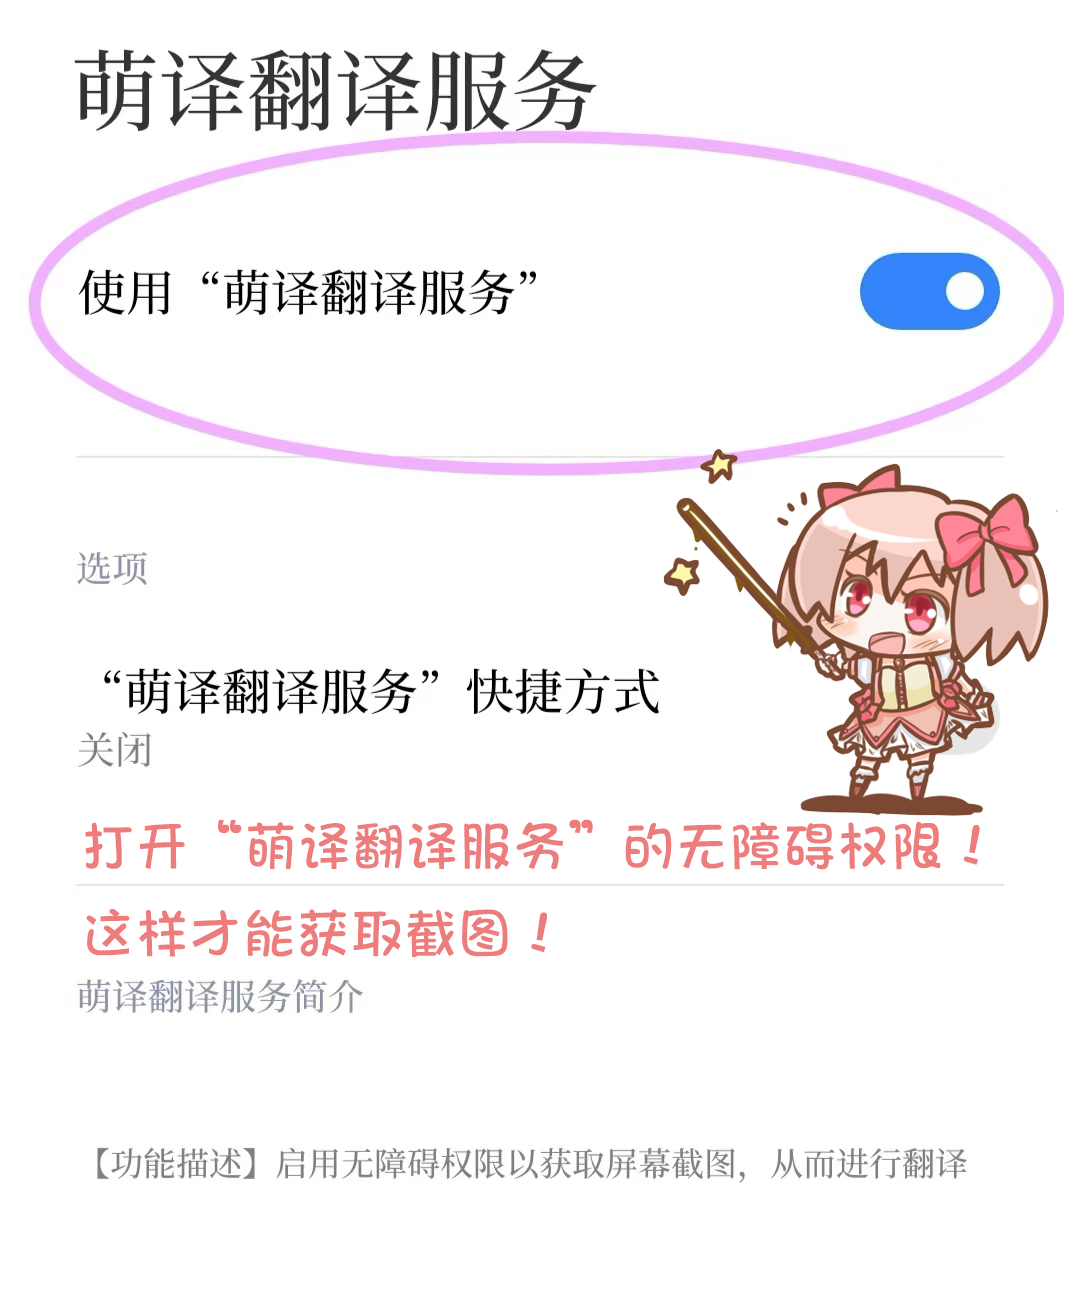 萌译翻译服务
使用“萌译翻译服务”
选项
“萌译翻译服务”快捷方式
关闭
打开“萌译翻译服务”的无障碍权限！
这样才能获取截图！
萌译翻译服务简介
【功能描述】启用无障碍权限以获取屏幕截图，从而进行翻译